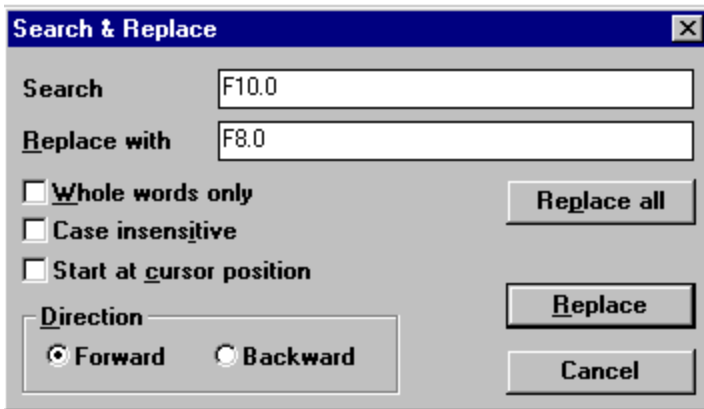 Search & Replace
Search F10.0
Replace with F8.0
Whole words only
Replace all
Case insensitive
Start at cursor position
Direction
Replace
Forward Backward
Cancel